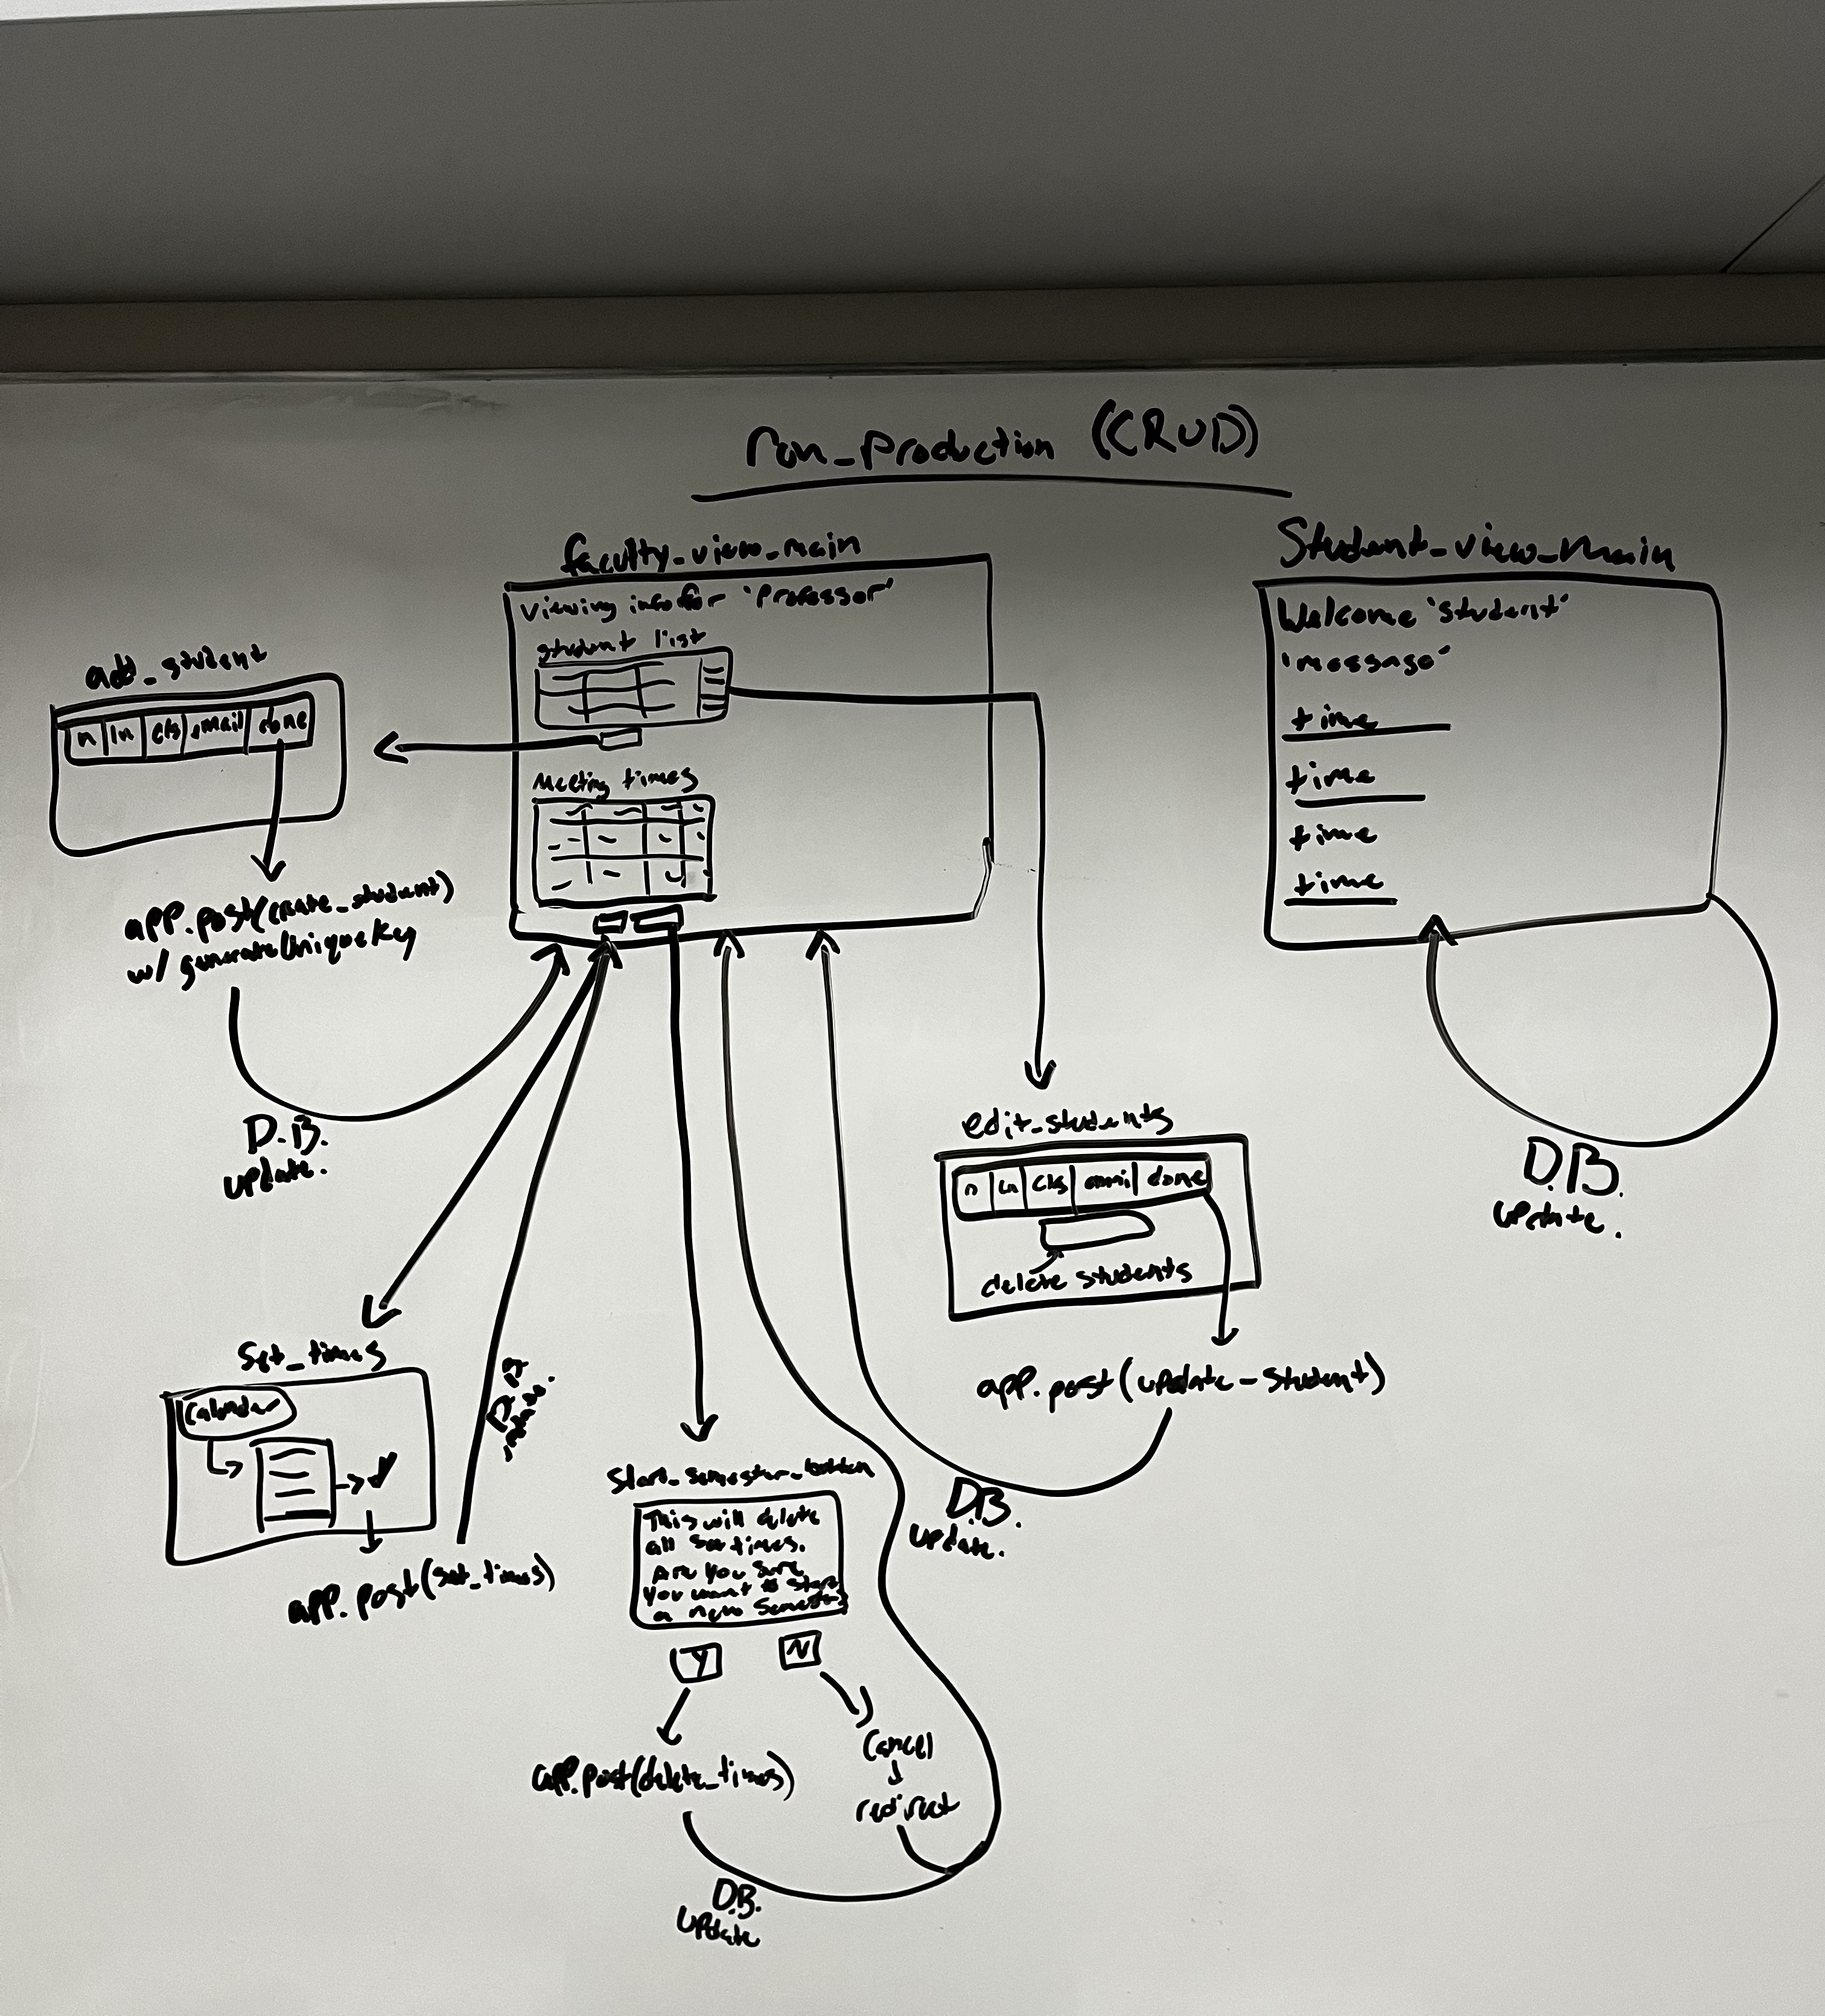 non_production (CRUD)
faculty_view_main
Viewing info for 'Professor'
student list
Meeting times
Student_view_main
Welcome 'student'
'message'
time
time
time
time
D.B.
update.
add_student
n ln cls email done
app.post(create_student)
w/ generateUniqueKey
D.B.
update.
edit_students
n ln cls email done
delete students
app.post(update-student)
D.B.
update.
set_times
Calender
app.post(set_times)
D.B.
update.
start_semester_button
This will delete
all set times.
Are you sure
you want to start
a new semester
Y N
app.post(delete_times)
Cancel
redirect
D.B.
update